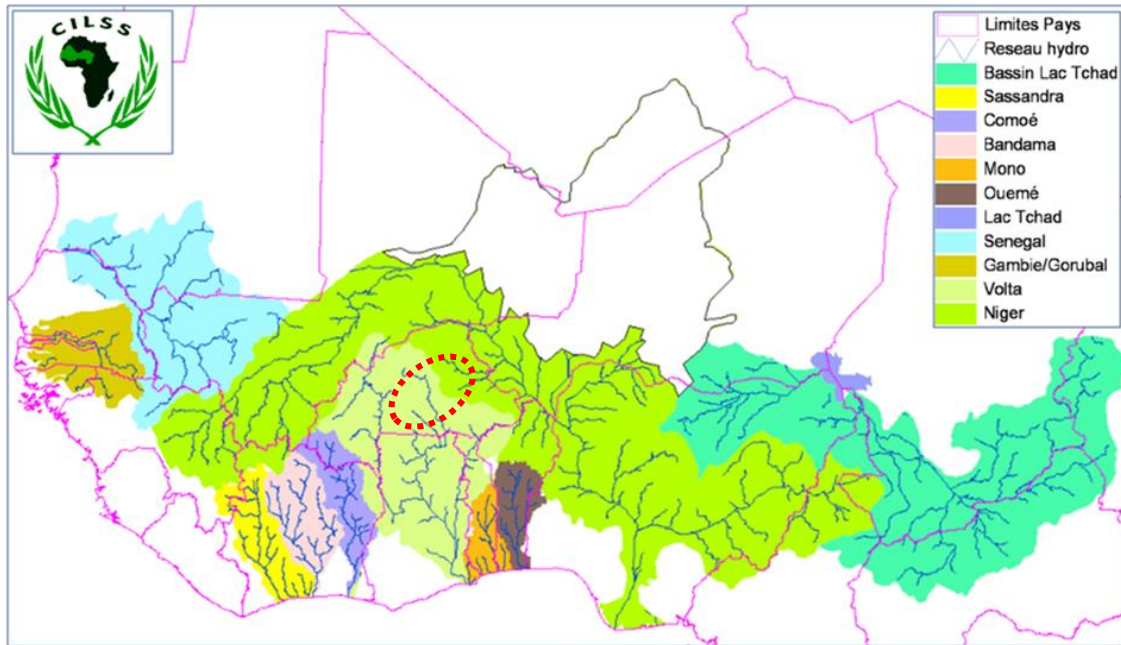 CILSS
Limites Pays
Reseau hydro
Bassin Lac Tchad
Sassandra
Comoé
Bandama
Mono
Ouemé
Lac Tchad
Senegal
Gambie/Gorubal
Volta
Niger